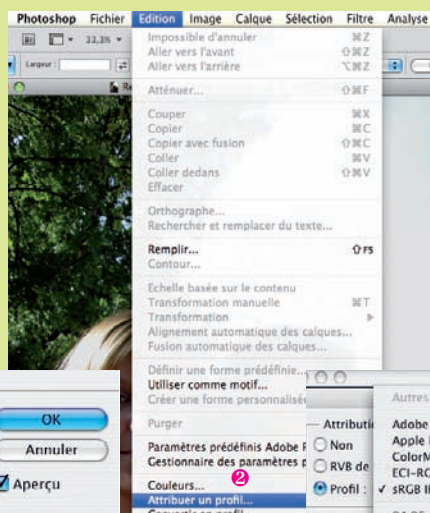 Photoshop Fichier Edition Image Calque Sélection Filtre Analyse
Br 33,3%
Largeur :
Impossible d'annuler ⌘Z
Aller vers l'avant ⇧⌘Z
Aller vers l'arrière ⌥⌘Z
Atténuer... ⇧⌘F
Couper ⌘X
Copier ⌘C
Copier avec fusion ⇧⌘C
Coller ⌘V
Coller dedans ⇧⌘V
Effacer
Orthographe...
Rechercher et remplacer du texte...
Remplir... ⇧F5
Contour...
Echelle basée sur le contenu
Transformation manuelle ⌘T
Transformation
Alignement automatique des calques...
Fusion automatique des calques...
Définir une forme prédéfinie...
Utiliser comme motif...
Créer une forme personnalisé
Purger
Paramètres prédéfinis Adobe
Gestionnaire des paramètres
Couleurs... 2
Attribuer un profil...
OK
Annuler
Aperçu
Autres
Attributi
Non
RVB de
Profil :
Adobe
Apple
ColorM
✓ sRGB